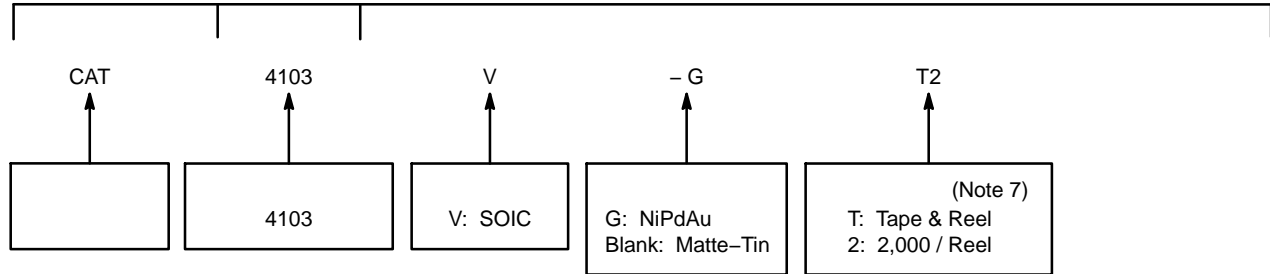 CAT 4103 V – G T2
4103
V: SOIC
G: NiPdAu
Blank: Matte–Tin
(Note 7)
T: Tape & Reel
2: 2,000 / Reel